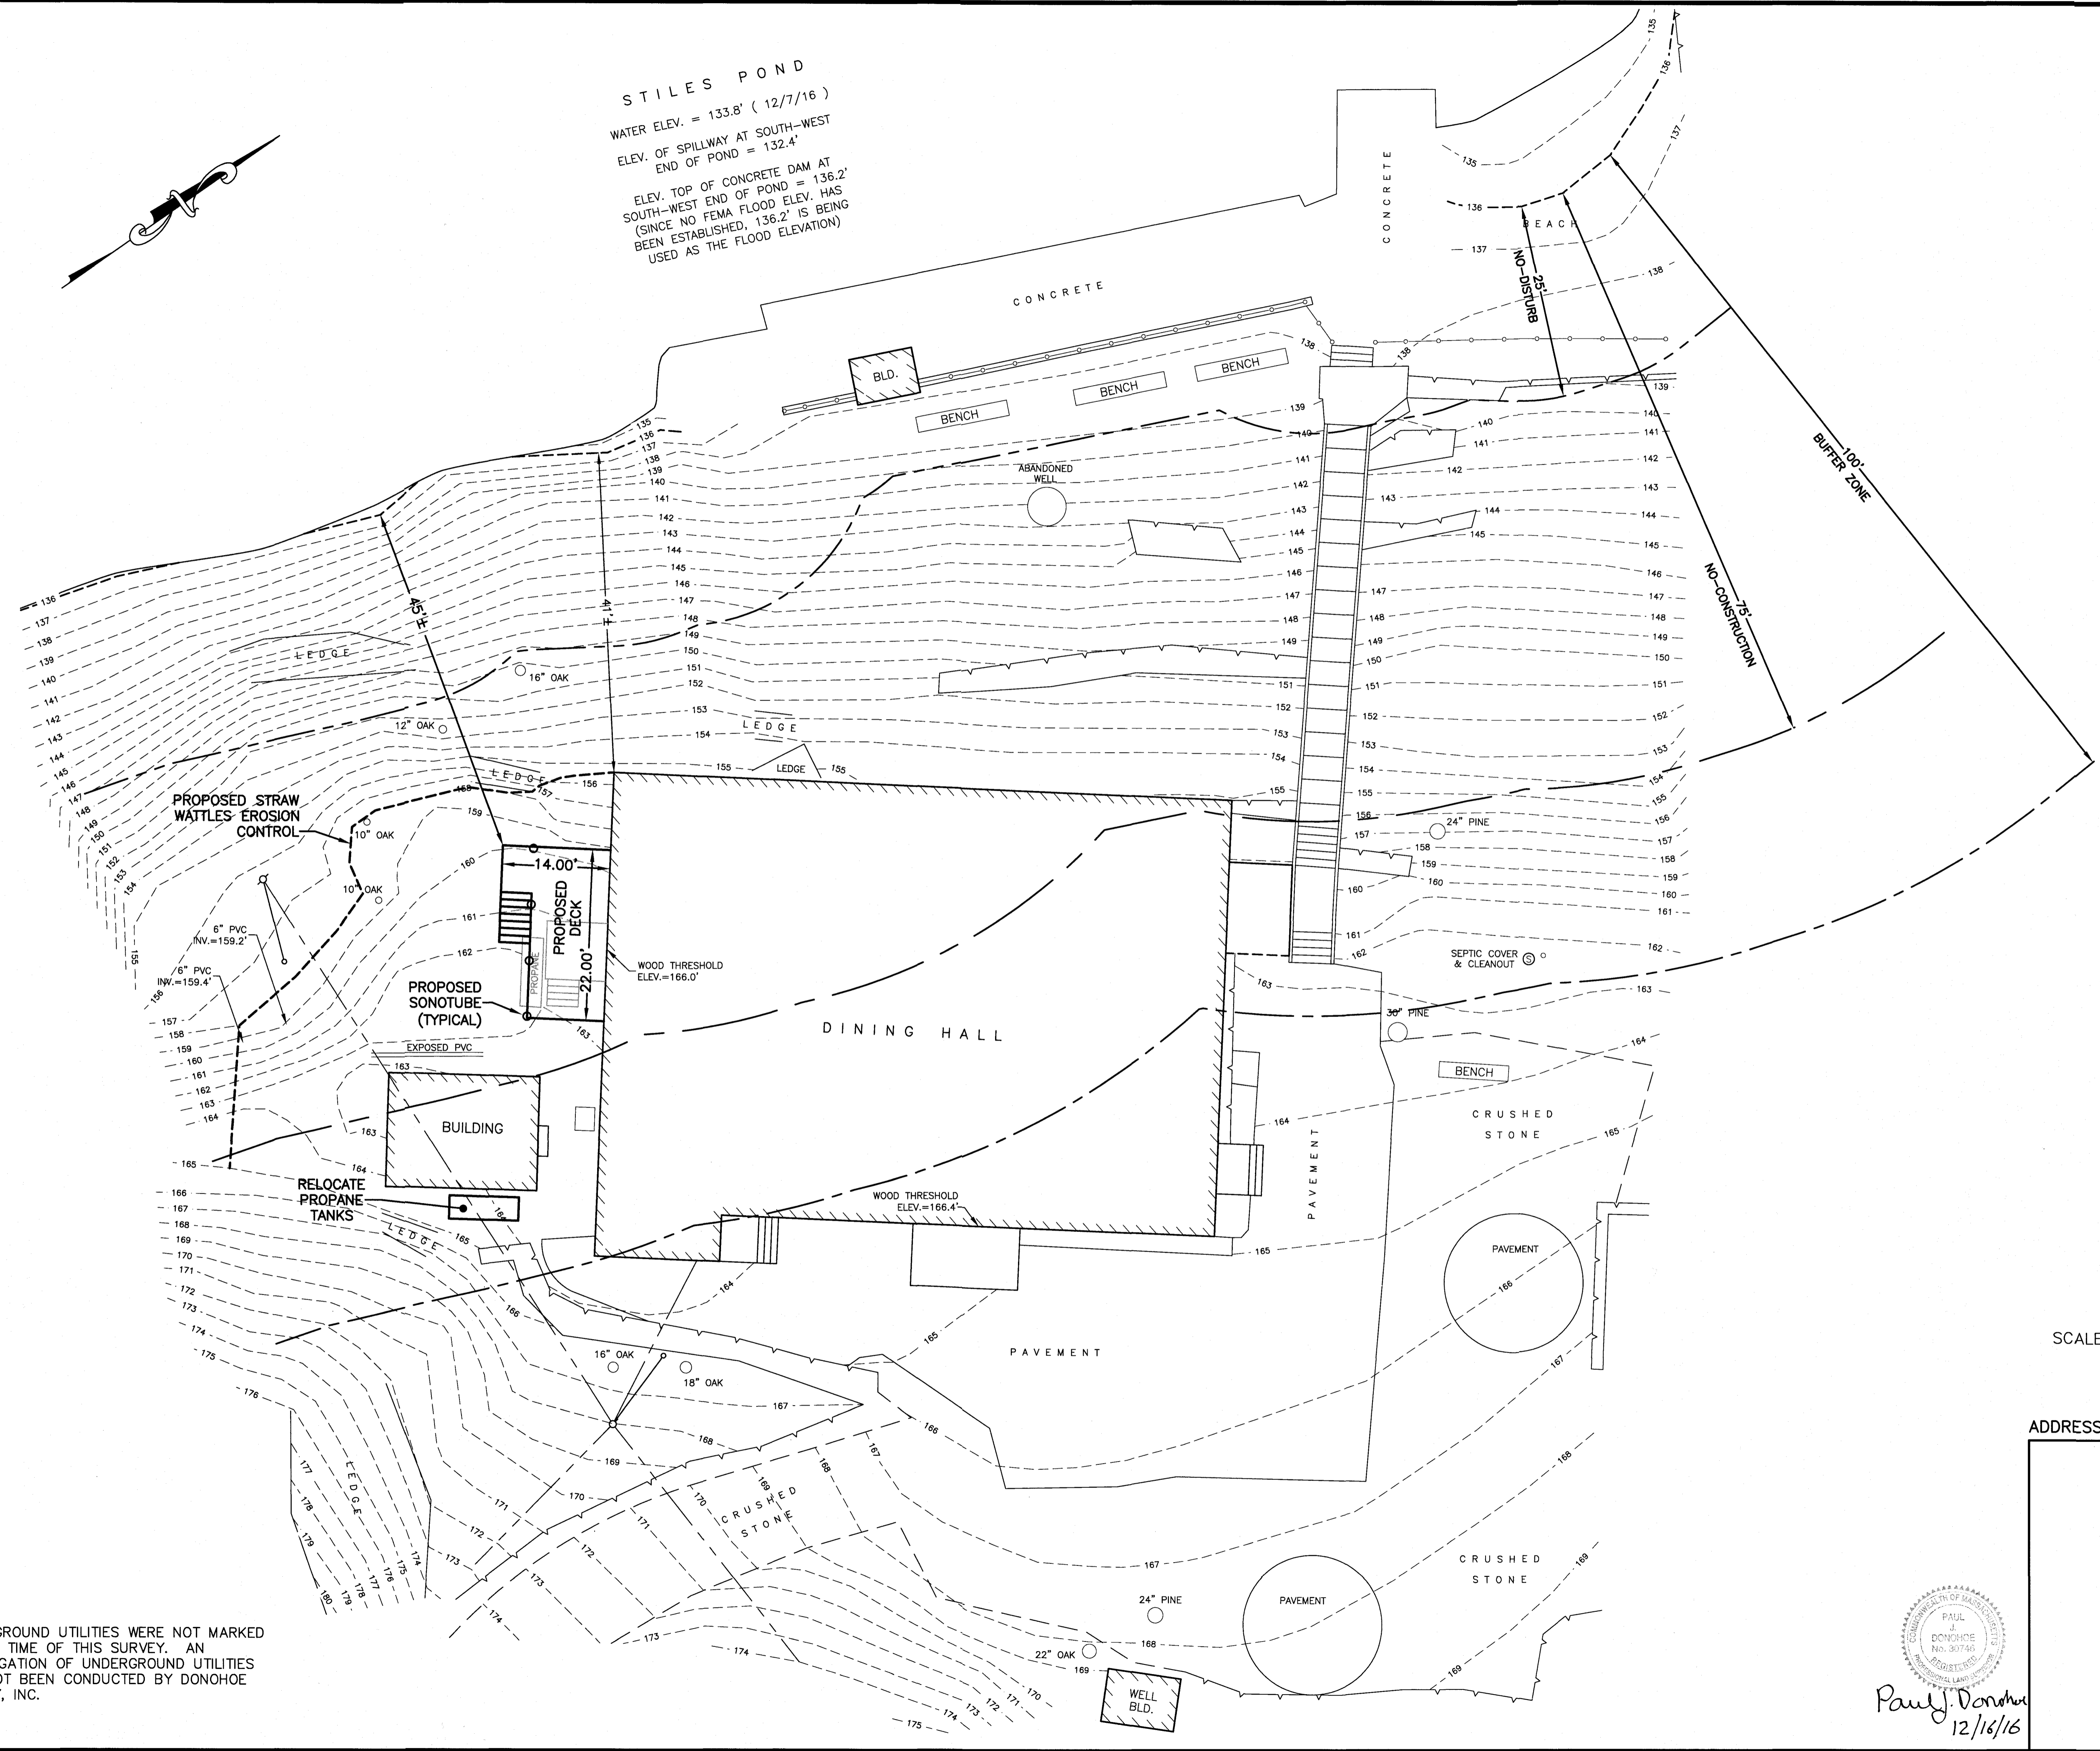 STILES POND
WATER ELEV. = 133.8' ( 12/7/16 )
ELEV. OF SPILLWAY AT SOUTH-WEST
END OF POND = 132.4'
ELEV. TOP OF CONCRETE DAM AT
SOUTH-WEST END OF POND = 136.2'
(SINCE NO FEMA FLOOD ELEV. HAS
BEEN ESTABLISHED, 136.2' IS BEING
USED AS THE FLOOD ELEVATION)
CONCRETE
CONCRETE
BEACH
25'
NO-DISTURB
100'
BUFFER ZONE
75'
NO-CONSTRUCTION
BLD.
BENCH
BENCH
BENCH
ABANDONED
WELL
45'±
41'±
LEDGE
16" OAK
12" OAK
LEDGE
LEDGE
LEDGE
PROPOSED STRAW
WATTLES EROSION
CONTROL
10" OAK
10" OAK
24" PINE
14.00'
PROPOSED
DECK
22.00'
PROPANE
6" PVC
INV.=159.2'
6" PVC
INV.=159.4'
WOOD THRESHOLD
ELEV.=166.0'
PROPOSED
SONOTUBE
(TYPICAL)
SEPTIC COVER
& CLEANOUT
S
30" PINE
DINING HALL
EXPOSED PVC
BUILDING
BENCH
CRUSHED
STONE
PAVEMENT
RELOCATE
PROPANE
TANKS
LEDGE
WOOD THRESHOLD
ELEV.=166.4'
PAVEMENT
PAVEMENT
16" OAK
18" OAK
LEDGE
CRUSHED
STONE
CRUSHED
STONE
24" PINE
PAVEMENT
22" OAK
WELL
BLD.
SCALE
ADDRESS
GROUND UTILITIES WERE NOT MARKED
TIME OF THIS SURVEY. AN
GATION OF UNDERGROUND UTILITIES
OT BEEN CONDUCTED BY DONOHOE
, INC.
COMMONWEALTH OF MASSACHUSETTS
PAUL
J.
DONOHOE
No. 30746
REGISTERED
PROFESSIONAL LAND SURVEYOR
Paul J. Donohoe
12/16/16